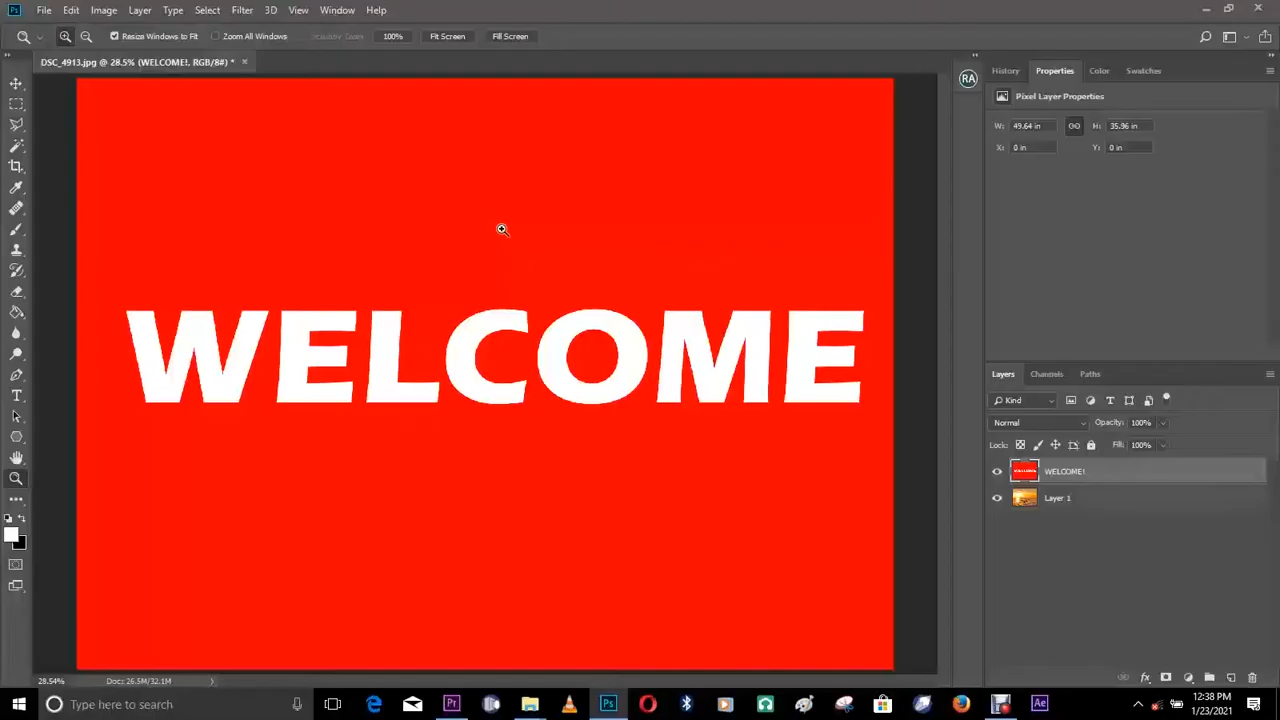 Ps File Edit Image Layer Type Select Filter 3D View Window Help
Resize Windows to Fit Zoom All Windows 100% Fit Screen Fill Screen
DSC_4913.jpg @ 28.5% (WELCOME!, RGB/8#) * ×
History Properties Color Swatches
RA
Pixel Layer Properties
W: 49.64 in H: 35.96 in
X: 0 in Y: 0 in
WELCOME
Layers Channels Paths
Kind
Normal Opacity: 100%
Lock: Fill: 100%
WELCOME!
Layer 1
28.54% Doc: 26.5M/32.1M
Type here to search
Pr Ps Ae
12:38 PM
1/23/2021